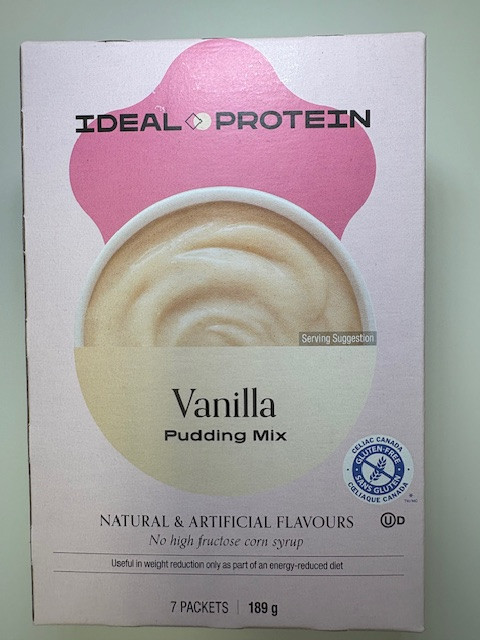 IDEAL PROTEIN
Serving Suggestion
Vanilla
Pudding Mix
CELIAC CANADA
GLUTEN-FREE
SANS GLUTEN
CŒLIAQUE CANADA
NATURAL & ARTIFICIAL FLAVOURS
U D
No high fructose corn syrup
Useful in weight reduction only as part of an energy-reduced diet
7 PACKETS | 189 g